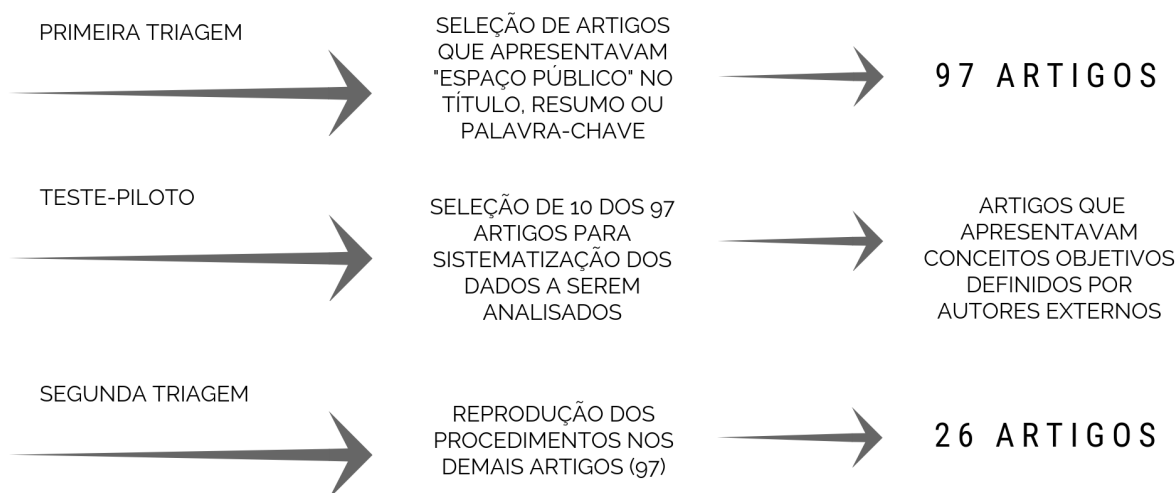 PRIMEIRA TRIAGEM
SELEÇÃO DE ARTIGOS
QUE APRESENTAVAM
"ESPAÇO PÚBLICO" NO
TÍTULO, RESUMO OU
PALAVRA-CHAVE
97 ARTIGOS
TESTE-PILOTO
SELEÇÃO DE 10 DOS 97
ARTIGOS PARA
SISTEMATIZAÇÃO DOS
DADOS A SEREM
ANALISADOS
ARTIGOS QUE
APRESENTAVAM
CONCEITOS OBJETIVOS
DEFINIDOS POR
AUTORES EXTERNOS
SEGUNDA TRIAGEM
REPRODUÇÃO DOS
PROCEDIMENTOS NOS
DEMAIS ARTIGOS (97)
26 ARTIGOS